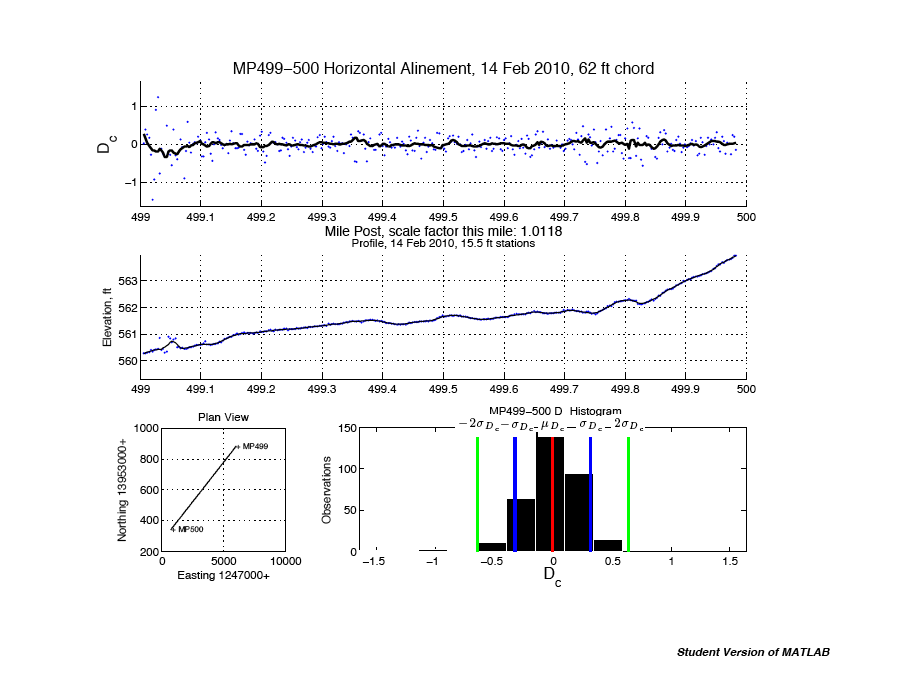 MP499−500 Horizontal Alinement, 14 Feb 2010, 62 ft chord
1
0
−1
D c
499 499.1 499.2 499.3 499.4 499.5 499.6 499.7 499.8 499.9 500
Mile Post, scale factor this mile: 1.0118
Profile, 14 Feb 2010, 15.5 ft stations
563
562
561
560
Elevation, ft
499 499.1 499.2 499.3 499.4 499.5 499.6 499.7 499.8 499.9 500
Plan View
1000
800
600
400
200
Northing 13953000+
MP499
MP500
0 5000 10000
Easting 1247000+
MP499−500 D Histogram
−2σ D c −σ D c μ D c σ D c 2σ D c
150
100
50
0
Observations
−1.5 −1 −0.5 0 0.5 1 1.5
D c
Student Version of MATLAB